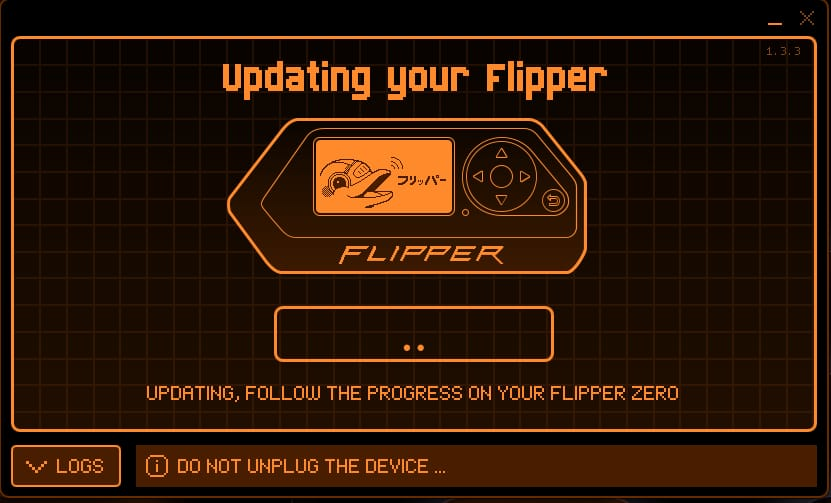 1.3.3
Updating your Flipper
フリッパー
FLIPPER
..
UPDATING, FOLLOW THE PROGRESS ON YOUR FLIPPER ZERO
LOGS
DO NOT UNPLUG THE DEVICE ...